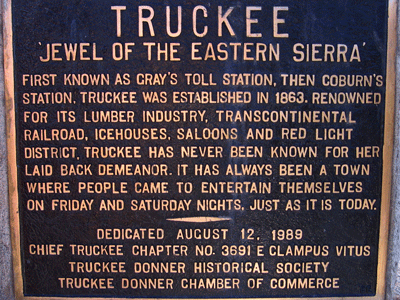 TRUCKEE
'JEWEL OF THE EASTERN SIERRA'
FIRST KNOWN AS GRAY'S TOLL STATION, THEN COBURN'S
STATION, TRUCKEE WAS ESTABLISHED IN 1863. RENOWNED
FOR ITS LUMBER INDUSTRY, TRANSCONTINENTAL
RAILROAD, ICEHOUSES, SALOONS AND RED LIGHT
DISTRICT, TRUCKEE HAS NEVER BEEN KNOWN FOR HER
LAID BACK DEMEANOR. IT HAS ALWAYS BEEN A TOWN
WHERE PEOPLE CAME TO ENTERTAIN THEMSELVES
ON FRIDAY AND SATURDAY NIGHTS, JUST AS IT IS TODAY.
DEDICATED AUGUST 12, 1989
CHIEF TRUCKEE CHAPTER NO. 3691 E CLAMPUS VITUS
TRUCKEE DONNER HISTORICAL SOCIETY
TRUCKEE DONNER CHAMBER OF COMMERCE